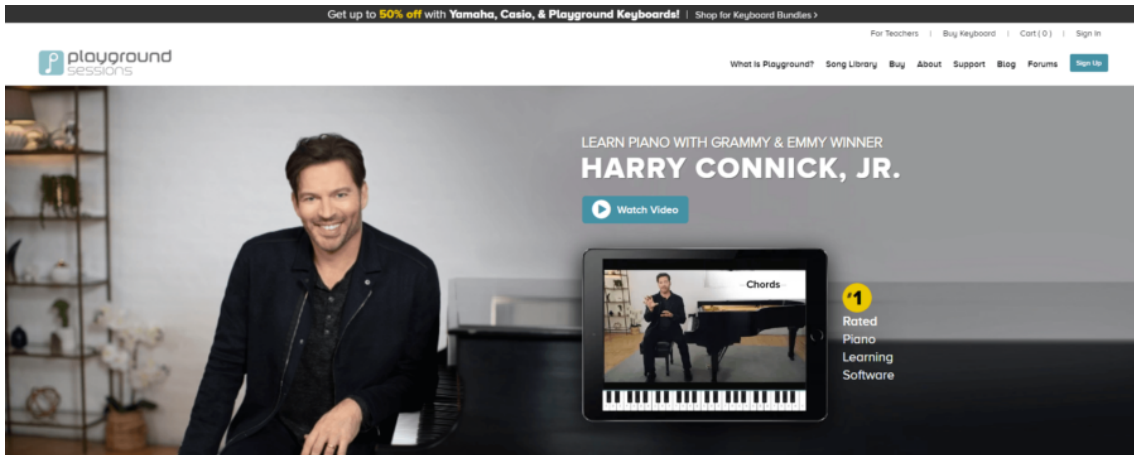 Get up to 50% off with Yamaha, Casio, & Playground Keyboards! | Shop for Keyboard Bundles >
For Teachers | Buy Keyboard | Cart ( 0 ) | Sign In
playground
sessions
What Is Playground? Song Library Buy About Support Blog Forums Sign Up
LEARN PIANO WITH GRAMMY & EMMY WINNER
HARRY CONNICK, JR.
Watch Video
Chords
#1
Rated
Piano
Learning
Software